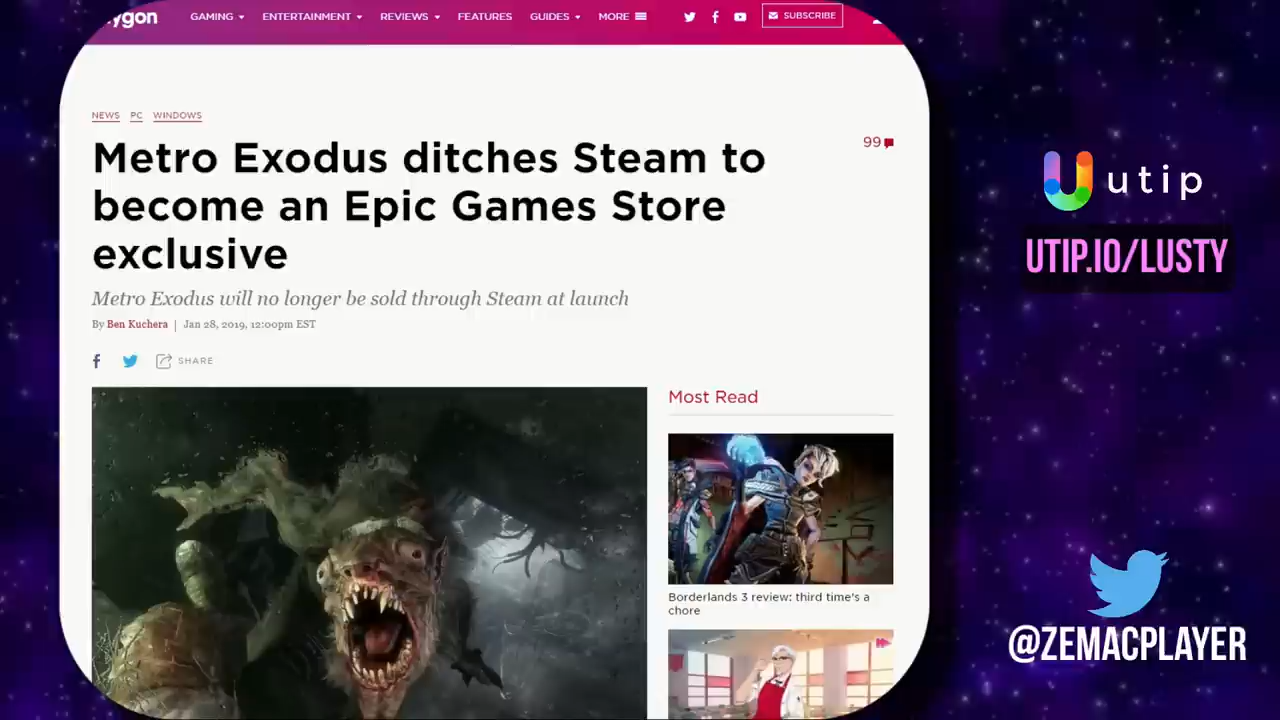 ygon
GAMING
ENTERTAINMENT
REVIEWS
FEATURES
GUIDES
MORE
SUBSCRIBE
NEWS PC WINDOWS
Metro Exodus ditches Steam to
become an Epic Games Store
exclusive
99
Metro Exodus will no longer be sold through Steam at launch
By Ben Kuchera | Jan 28, 2019, 12:00pm EST
SHARE
Most Read
Borderlands 3 review: third time's a
chore
utip
UTIP.IO/LUSTY
@ZEMACPLAYER